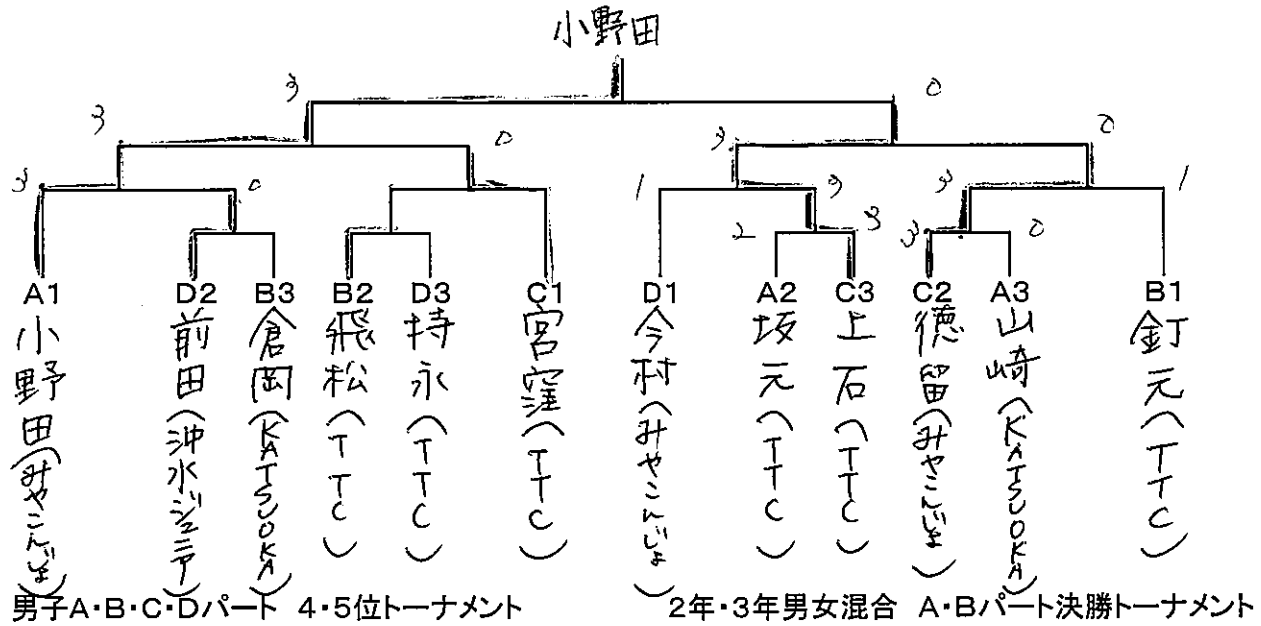 小野田
3 0
3 0 3 0
3 0 1 3 3 1
2 3 3 0
A1 D2 B3 B2 D3 C1 D1 A2 C3 C2 A3 B1
小野田(みやこんじょ)
前田(沖水ジュニア)
倉岡(KATSUOKA)
飛松(TTC)
持永(TTC)
宮窪(TTC)
今村(みやこんじょ)
坂元(TTC)
上石(TTC)
徳留(みやこんじょ)
山崎(KATSUOKA)
釘元(TTC)
男子A・B・C・Dパート 4・5位トーナメント
2年・3年男女混合 A・Bパート決勝トーナメント